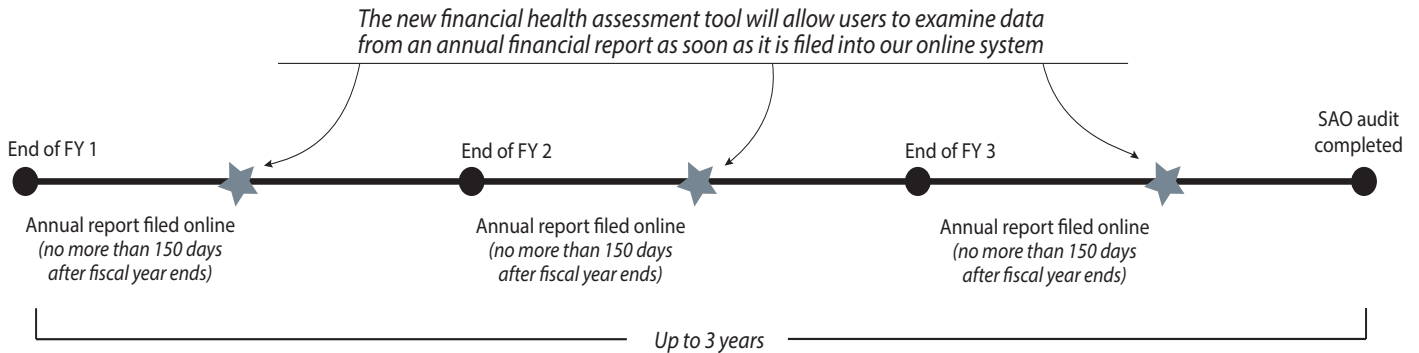 The new financial health assessment tool will allow users to examine data
from an annual financial report as soon as it is filed into our online system
End of FY 1
End of FY 2
End of FY 3
SAO audit
completed
Annual report filed online
(no more than 150 days
after fiscal year ends)
Annual report filed online
(no more than 150 days
after fiscal year ends)
Annual report filed online
(no more than 150 days
after fiscal year ends)
Up to 3 years